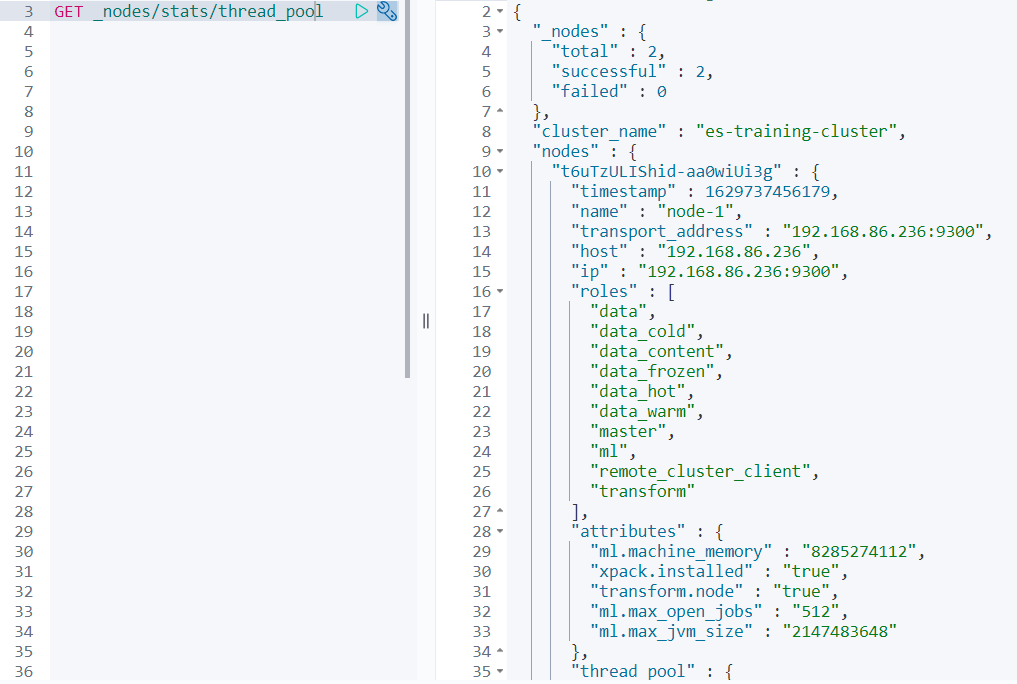 3 GET _nodes/stats/thread_pool
4
5
6
7
8
9
10
11
12
13
14
15
16
17
18
19
20
21
22
23
24
25
26
27
28
29
30
31
32
33
34
35
36
2 {
3 "_nodes" : {
4 "total" : 2,
5 "successful" : 2,
6 "failed" : 0
7 },
8 "cluster_name" : "es-training-cluster",
9 "nodes" : {
10 "t6uTzULIShid-aa0wiUi3g" : {
11 "timestamp" : 1629737456179,
12 "name" : "node-1",
13 "transport_address" : "192.168.86.236:9300",
14 "host" : "192.168.86.236",
15 "ip" : "192.168.86.236:9300",
16 "roles" : [
17 "data",
18 "data_cold",
19 "data_content",
20 "data_frozen",
21 "data_hot",
22 "data_warm",
23 "master",
24 "ml",
25 "remote_cluster_client",
26 "transform"
27 ],
28 "attributes" : {
29 "ml.machine_memory" : "8285274112",
30 "xpack.installed" : "true",
31 "transform.node" : "true",
32 "ml.max_open_jobs" : "512",
33 "ml.max_jvm_size" : "2147483648"
34 },
35 "thread_pool" : {